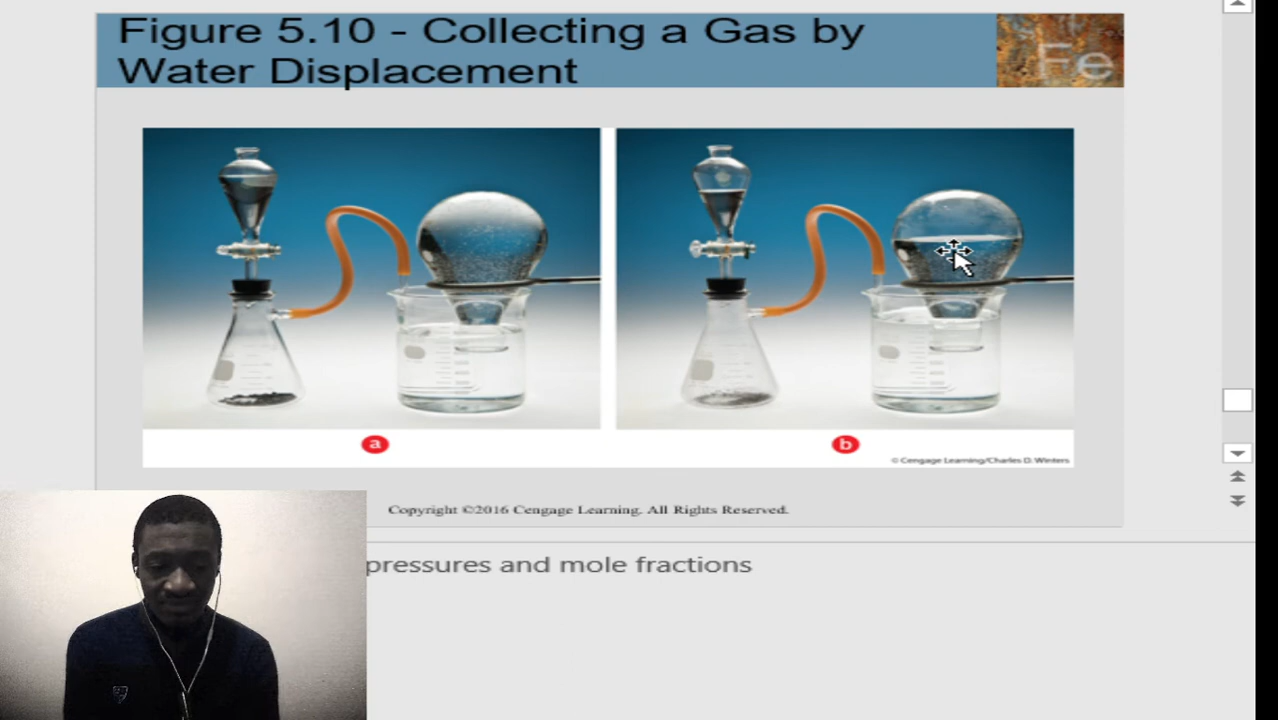 Figure 5.10 - Collecting a Gas by
Water Displacement
Fe
a
b
© Cengage Learning/Charles D. Winters
Copyright ©2016 Cengage Learning. All Rights Reserved.
pressures and mole fractions